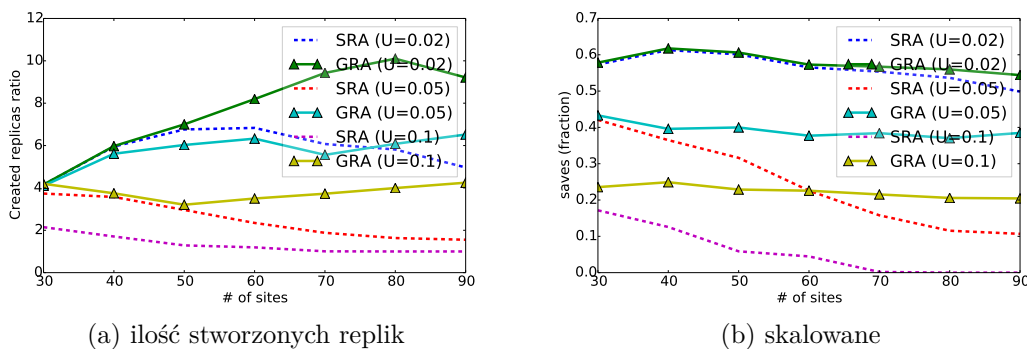 12
10
8
6
4
2
0
Created replicas ratio
SRA (U=0.02)
GRA (U=0.02)
SRA (U=0.05)
GRA (U=0.05)
SRA (U=0.1)
GRA (U=0.1)
30 40 50 60 70 80 90
# of sites
(a) ilość stworzonych replik
0.7
0.6
0.5
0.4
0.3
0.2
0.1
0.0
saves (fraction)
SRA (U=0.02)
GRA (U=0.02)
SRA (U=0.05)
GRA (U=0.05)
SRA (U=0.1)
GRA (U=0.1)
30 40 50 60 70 80 90
# of sites
(b) skalowane